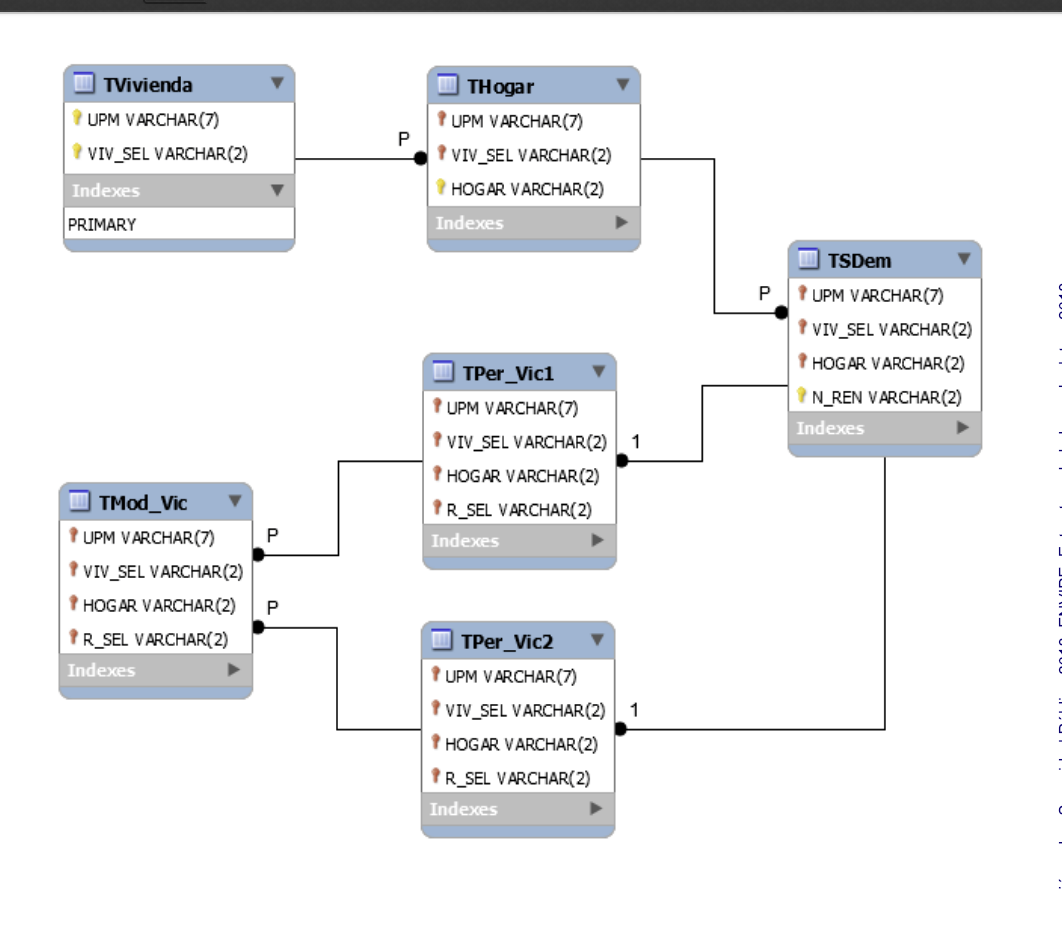 TVivienda
UPM VARCHAR(7)
VIV_SEL VARCHAR(2)
Indexes
PRIMARY
P
THogar
UPM VARCHAR(7)
VIV_SEL VARCHAR(2)
HOGAR VARCHAR(2)
Indexes
P
TSDem
UPM VARCHAR(7)
VIV_SEL VARCHAR(2)
HOGAR VARCHAR(2)
N_REN VARCHAR(2)
Indexes
TPer_Vic1
UPM VARCHAR(7)
VIV_SEL VARCHAR(2)
HOGAR VARCHAR(2)
R_SEL VARCHAR(2)
Indexes
1
TMod_Vic
UPM VARCHAR(7)
VIV_SEL VARCHAR(2)
HOGAR VARCHAR(2)
R_SEL VARCHAR(2)
Indexes
P
P
TPer_Vic2
UPM VARCHAR(7)
VIV_SEL VARCHAR(2)
HOGAR VARCHAR(2)
R_SEL VARCHAR(2)
Indexes
1